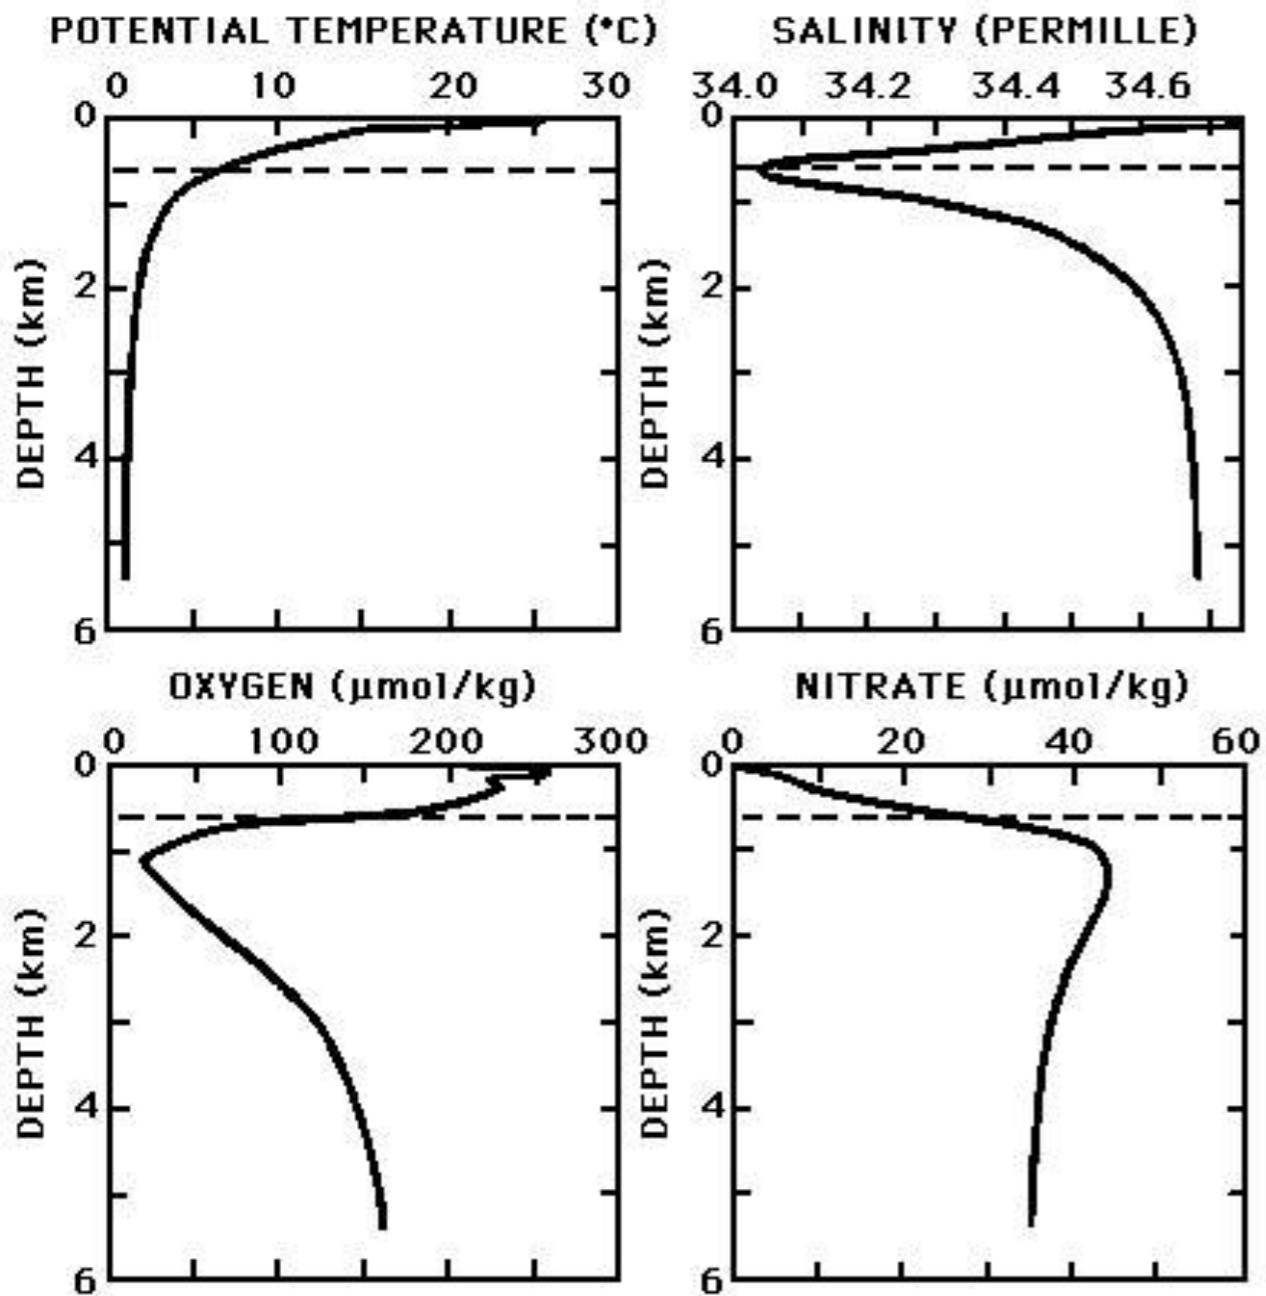 POTENTIAL TEMPERATURE (°C)
0 10 20 30
0
2
4
6
DEPTH (km)
SALINITY (PERMILLE)
34.0 34.2 34.4 34.6
0
2
4
6
DEPTH (km)
OXYGEN (µmol/kg)
0 100 200 300
0
2
4
6
DEPTH (km)
NITRATE (µmol/kg)
0 20 40 60
0
2
4
6
DEPTH (km)